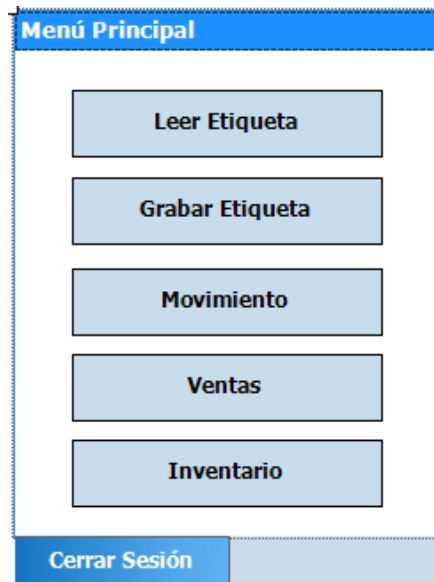 Menú Principal
Leer Etiqueta
Grabar Etiqueta
Movimiento
Ventas
Inventario
Cerrar Sesión